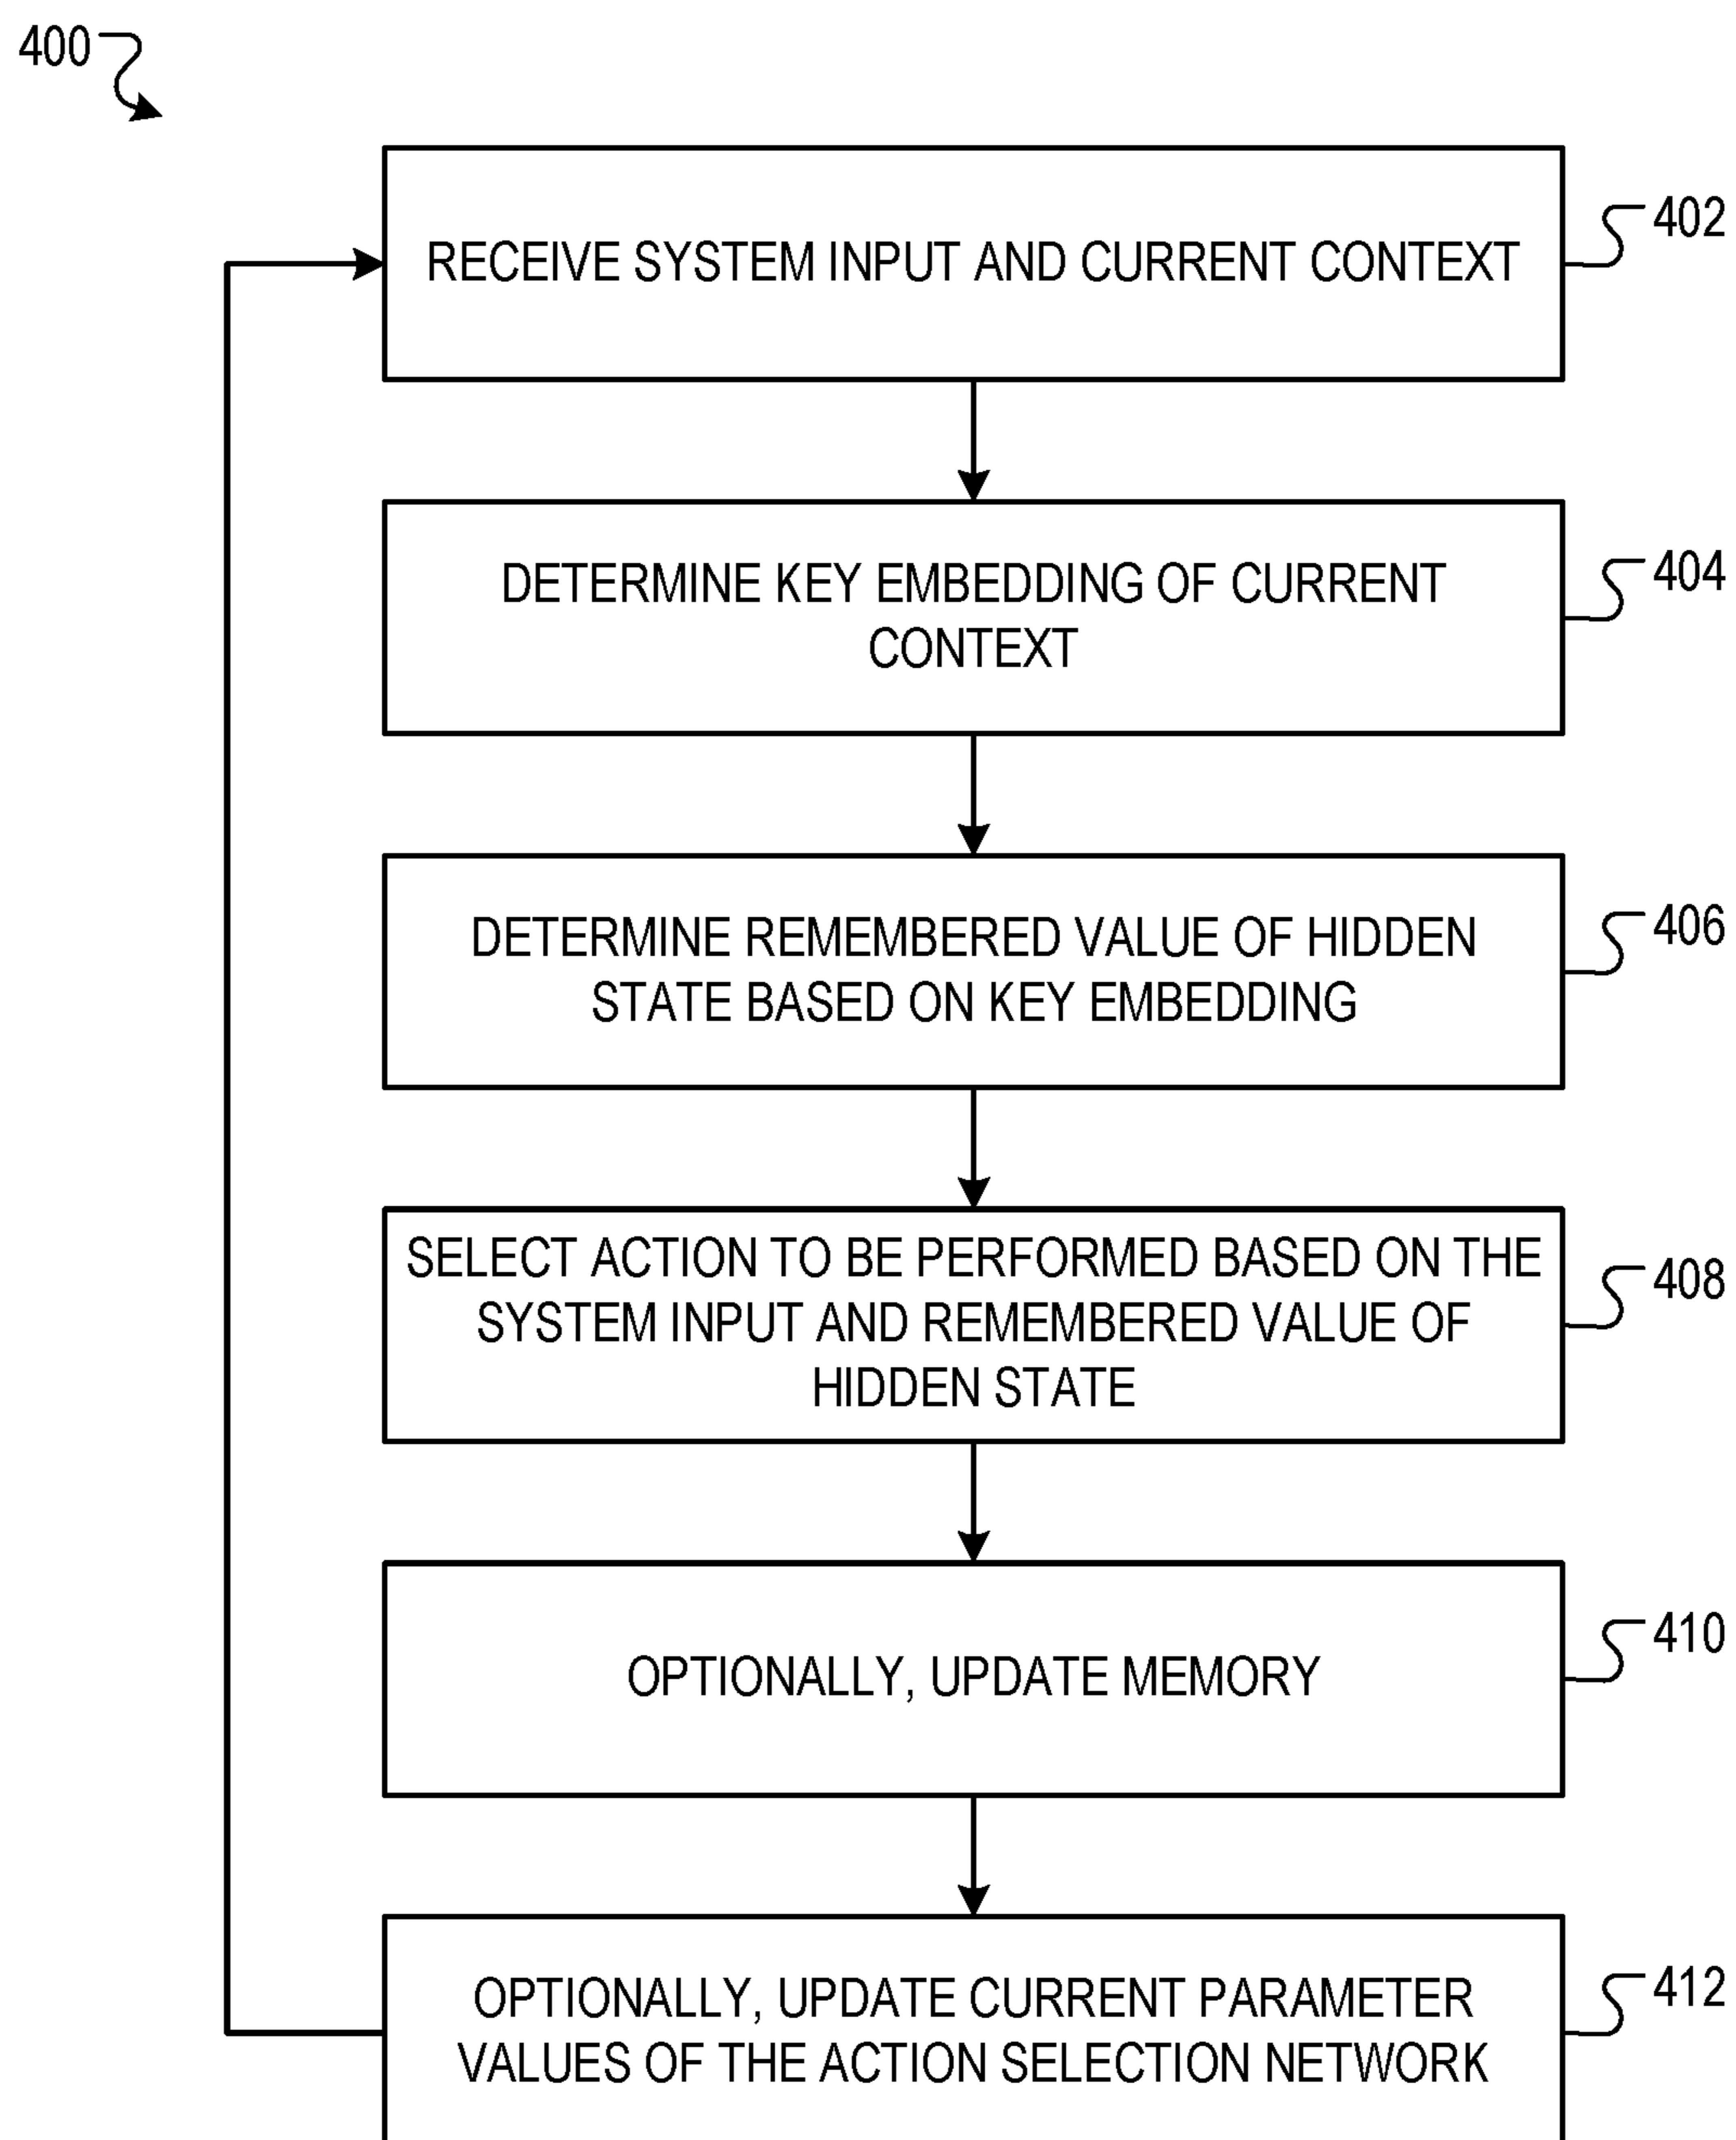 400
RECEIVE SYSTEM INPUT AND CURRENT CONTEXT
402
DETERMINE KEY EMBEDDING OF CURRENT
CONTEXT
404
DETERMINE REMEMBERED VALUE OF HIDDEN
STATE BASED ON KEY EMBEDDING
406
SELECT ACTION TO BE PERFORMED BASED ON THE
SYSTEM INPUT AND REMEMBERED VALUE OF
HIDDEN STATE
408
OPTIONALLY, UPDATE MEMORY
410
OPTIONALLY, UPDATE CURRENT PARAMETER
VALUES OF THE ACTION SELECTION NETWORK
412